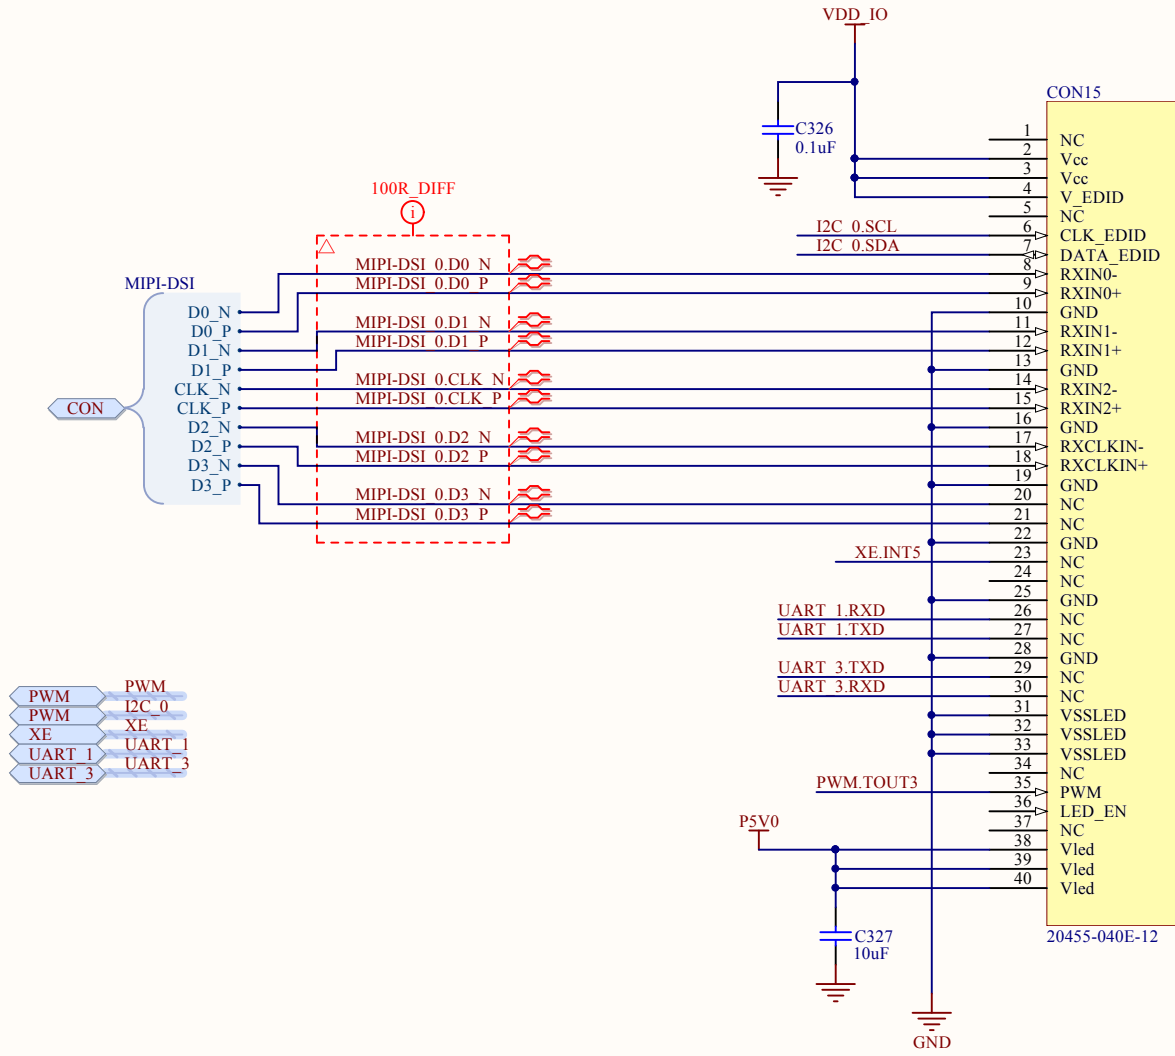 VDD_IO
C326
0.1uF
100R_DIFF
i
MIPI-DSI
CON
D0_N
D0_P
D1_N
D1_P
CLK_N
CLK_P
D2_N
D2_P
D3_N
D3_P
MIPI-DSI_0.D0_N
MIPI-DSI_0.D0_P
MIPI-DSI_0.D1_N
MIPI-DSI_0.D1_P
MIPI-DSI_0.CLK_N
MIPI-DSI_0.CLK_P
MIPI-DSI_0.D2_N
MIPI-DSI_0.D2_P
MIPI-DSI_0.D3_N
MIPI-DSI_0.D3_P
I2C_0.SCL
I2C_0.SDA
XE.INT5
UART_1.RXD
UART_1.TXD
UART_3.TXD
UART_3.RXD
PWM.TOUT3
P5V0
C327
10uF
GND
PWM PWM
PWM I2C_0
XE XE
UART_1 UART_1
UART_3 UART_3
CON15
1 NC
2 Vcc
3 Vcc
4 V_EDID
5 NC
6 CLK_EDID
7 DATA_EDID
8 RXIN0-
9 RXIN0+
10 GND
11 RXIN1-
12 RXIN1+
13 GND
14 RXIN2-
15 RXIN2+
16 GND
17 RXCLKIN-
18 RXCLKIN+
19 GND
20 NC
21 NC
22 GND
23 NC
24 NC
25 GND
26 NC
27 NC
28 GND
29 NC
30 NC
31 VSSLED
32 VSSLED
33 VSSLED
34 NC
35 PWM
36 LED_EN
37 NC
38 Vled
39 Vled
40 Vled
20455-040E-12